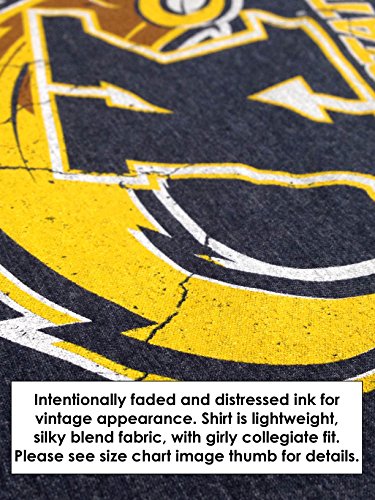 Intentionally faded and distressed ink for
vintage appearance. Shirt is lightweight,
silky blend fabric, with girly collegiate fit.
Please see size chart image thumb for details.